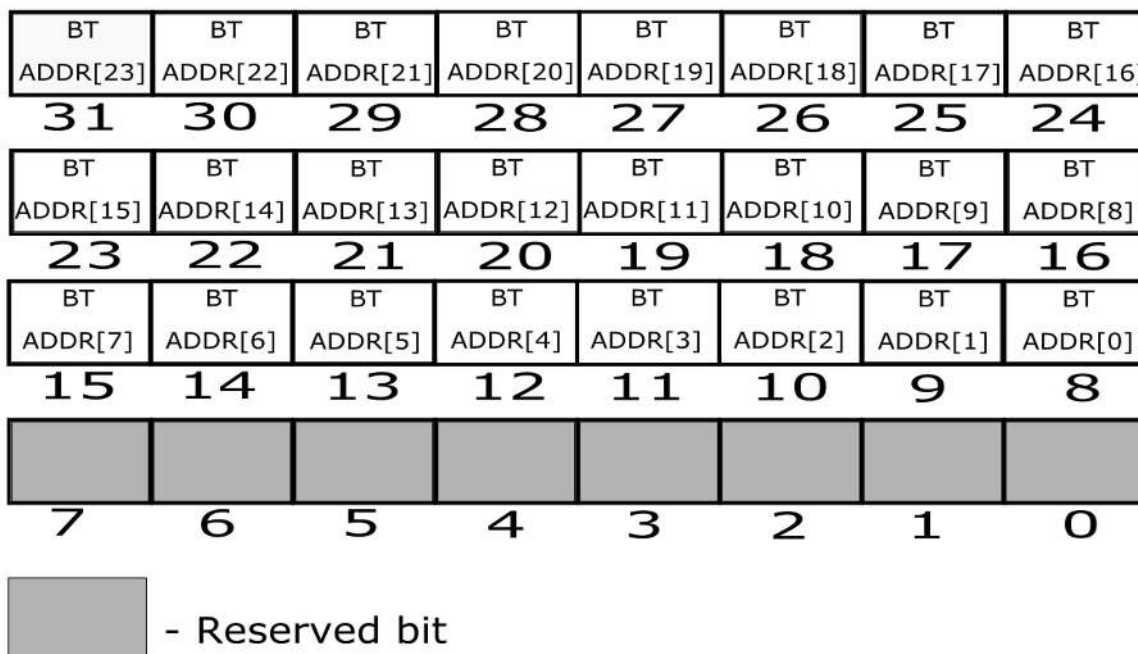 BT BT BT BT BT BT BT BT
ADDR[23] ADDR[22] ADDR[21] ADDR[20] ADDR[19] ADDR[18] ADDR[17] ADDR[16]
31 30 29 28 27 26 25 24
BT BT BT BT BT BT BT BT
ADDR[15] ADDR[14] ADDR[13] ADDR[12] ADDR[11] ADDR[10] ADDR[9] ADDR[8]
23 22 21 20 19 18 17 16
BT BT BT BT BT BT BT BT
ADDR[7] ADDR[6] ADDR[5] ADDR[4] ADDR[3] ADDR[2] ADDR[1] ADDR[0]
15 14 13 12 11 10 9 8
7 6 5 4 3 2 1 0
- Reserved bit